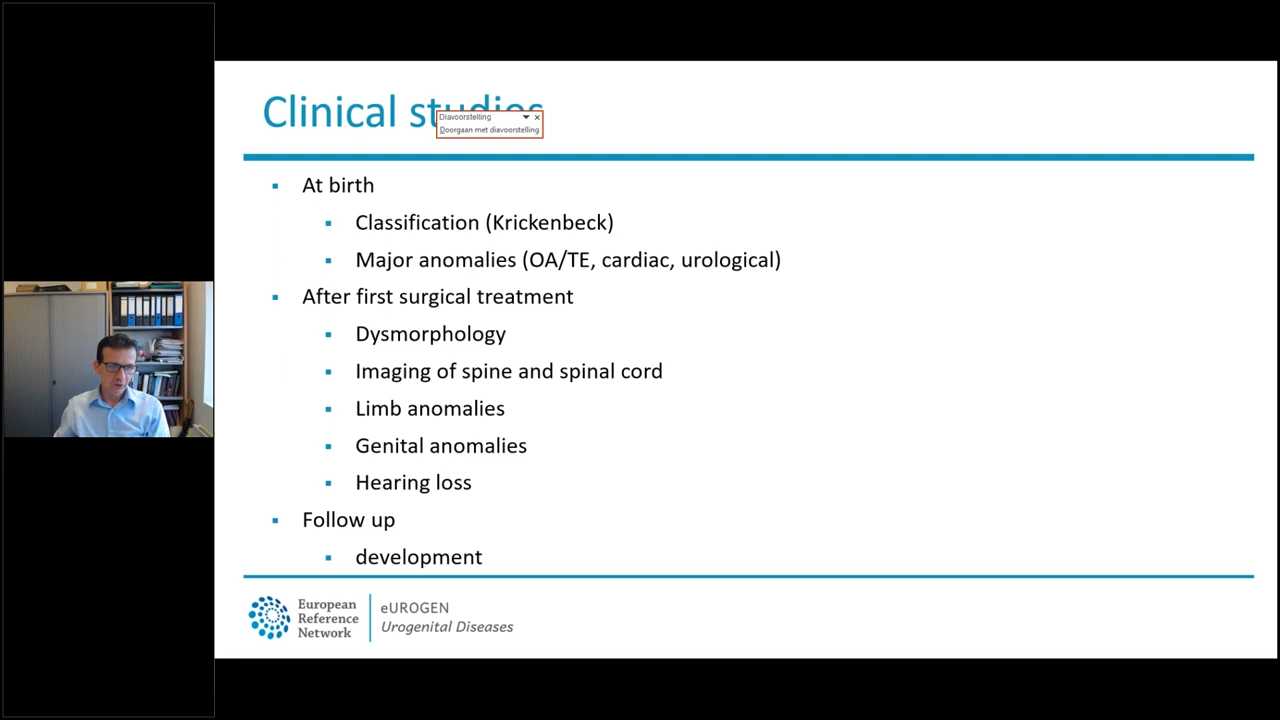 Clinical studies
Diavoorstelling
Doorgaan met diavoorstelling
At birth
Classification (Krickenbeck)
Major anomalies (OA/TE, cardiac, urological)
After first surgical treatment
Dysmorphology
Imaging of spine and spinal cord
Limb anomalies
Genital anomalies
Hearing loss
Follow up
development
European
Reference
Network
eUROGEN
Urogenital Diseases